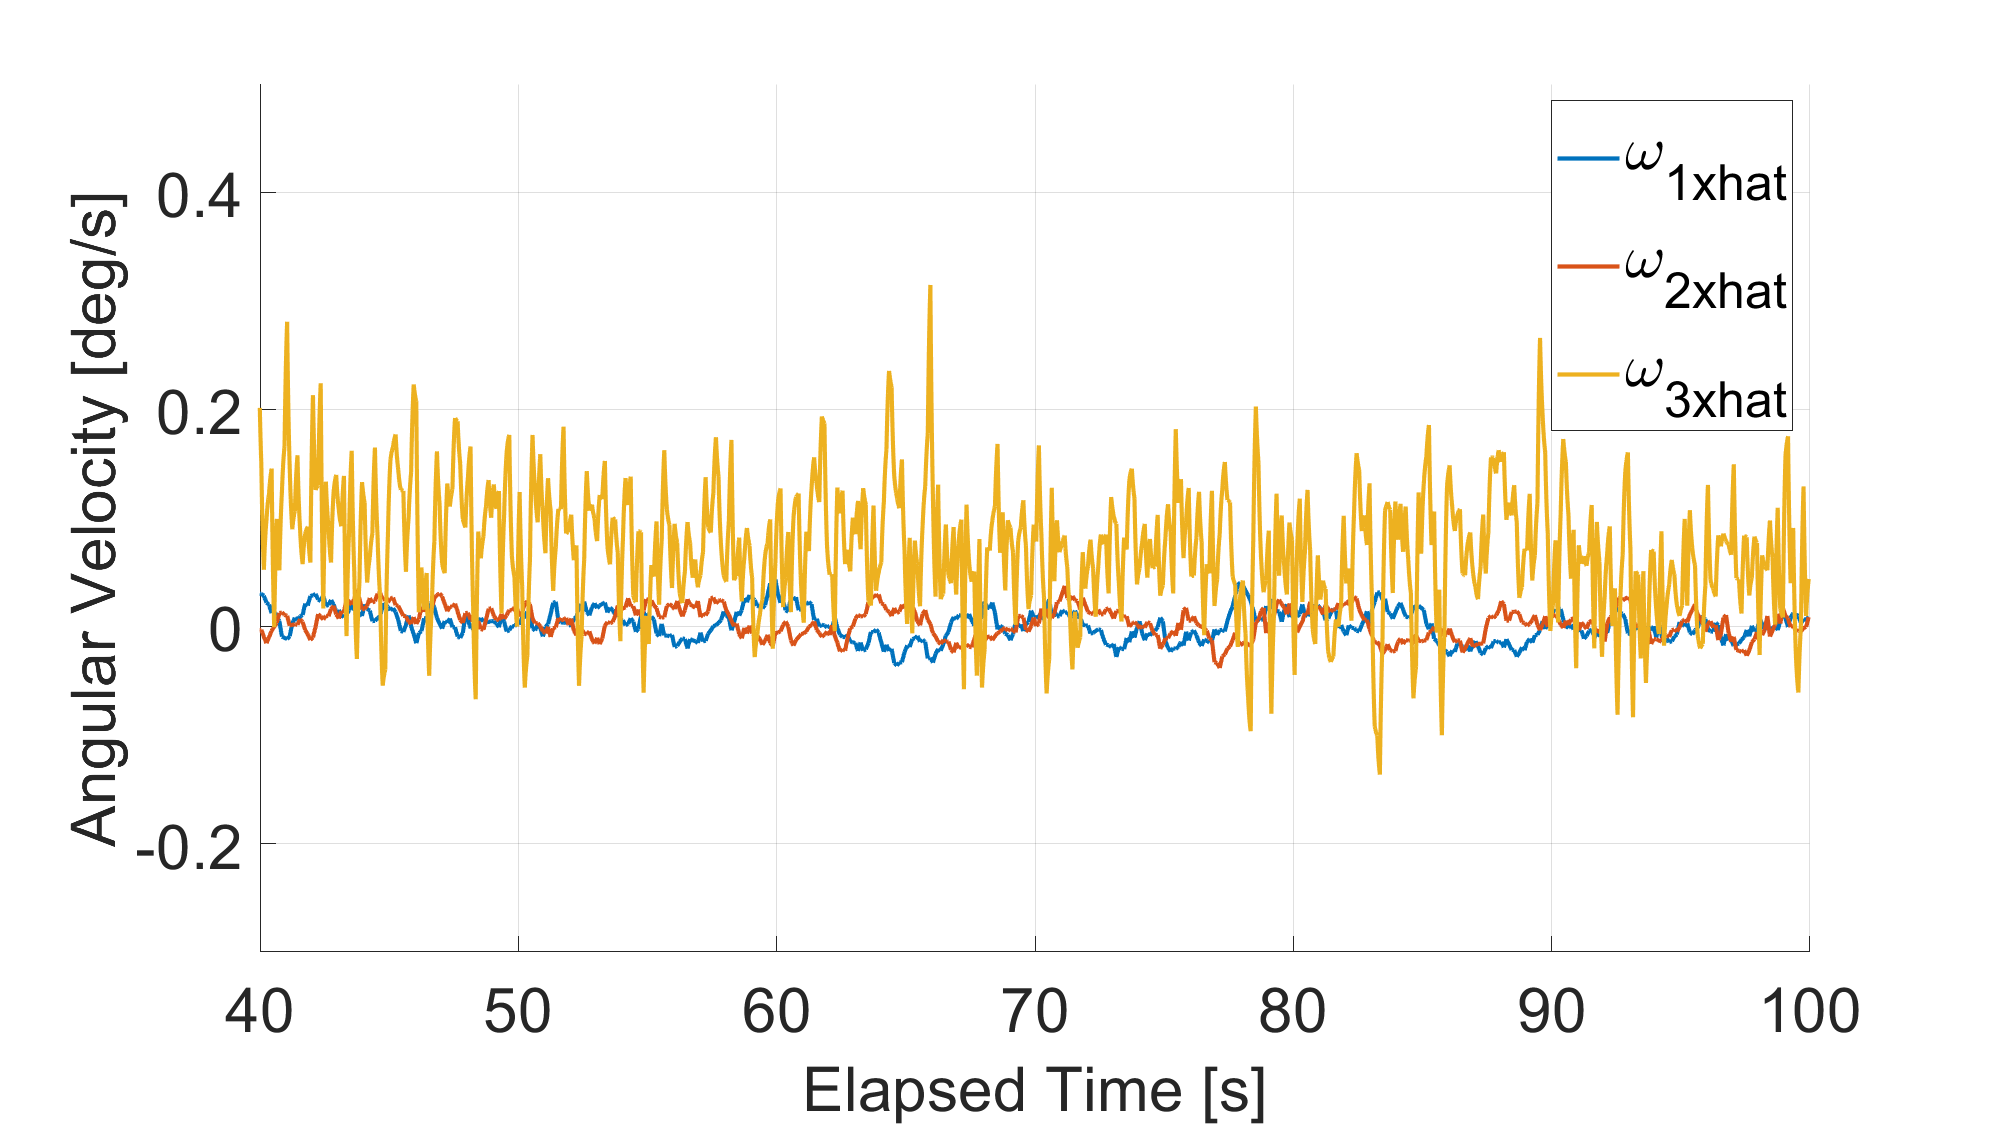 ω1xhat
ω2xhat
ω3xhat
0.4
0.2
0
-0.2
Angular Velocity [deg/s]
40 50 60 70 80 90 100
Elapsed Time [s]